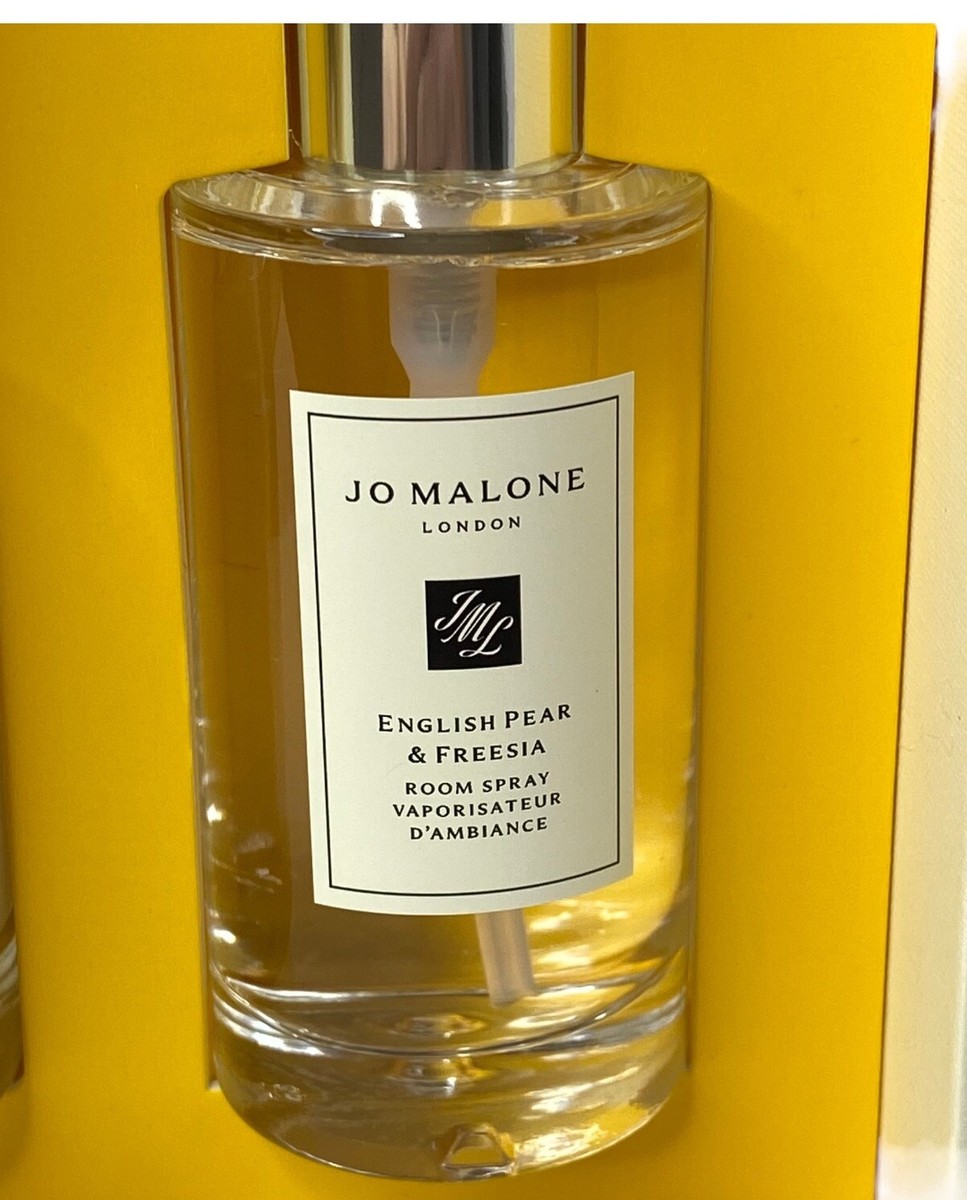 JO MALONE
LONDON
JML
ENGLISH PEAR
& FREESIA
ROOM SPRAY
VAPORISATEUR
D'AMBIANCE